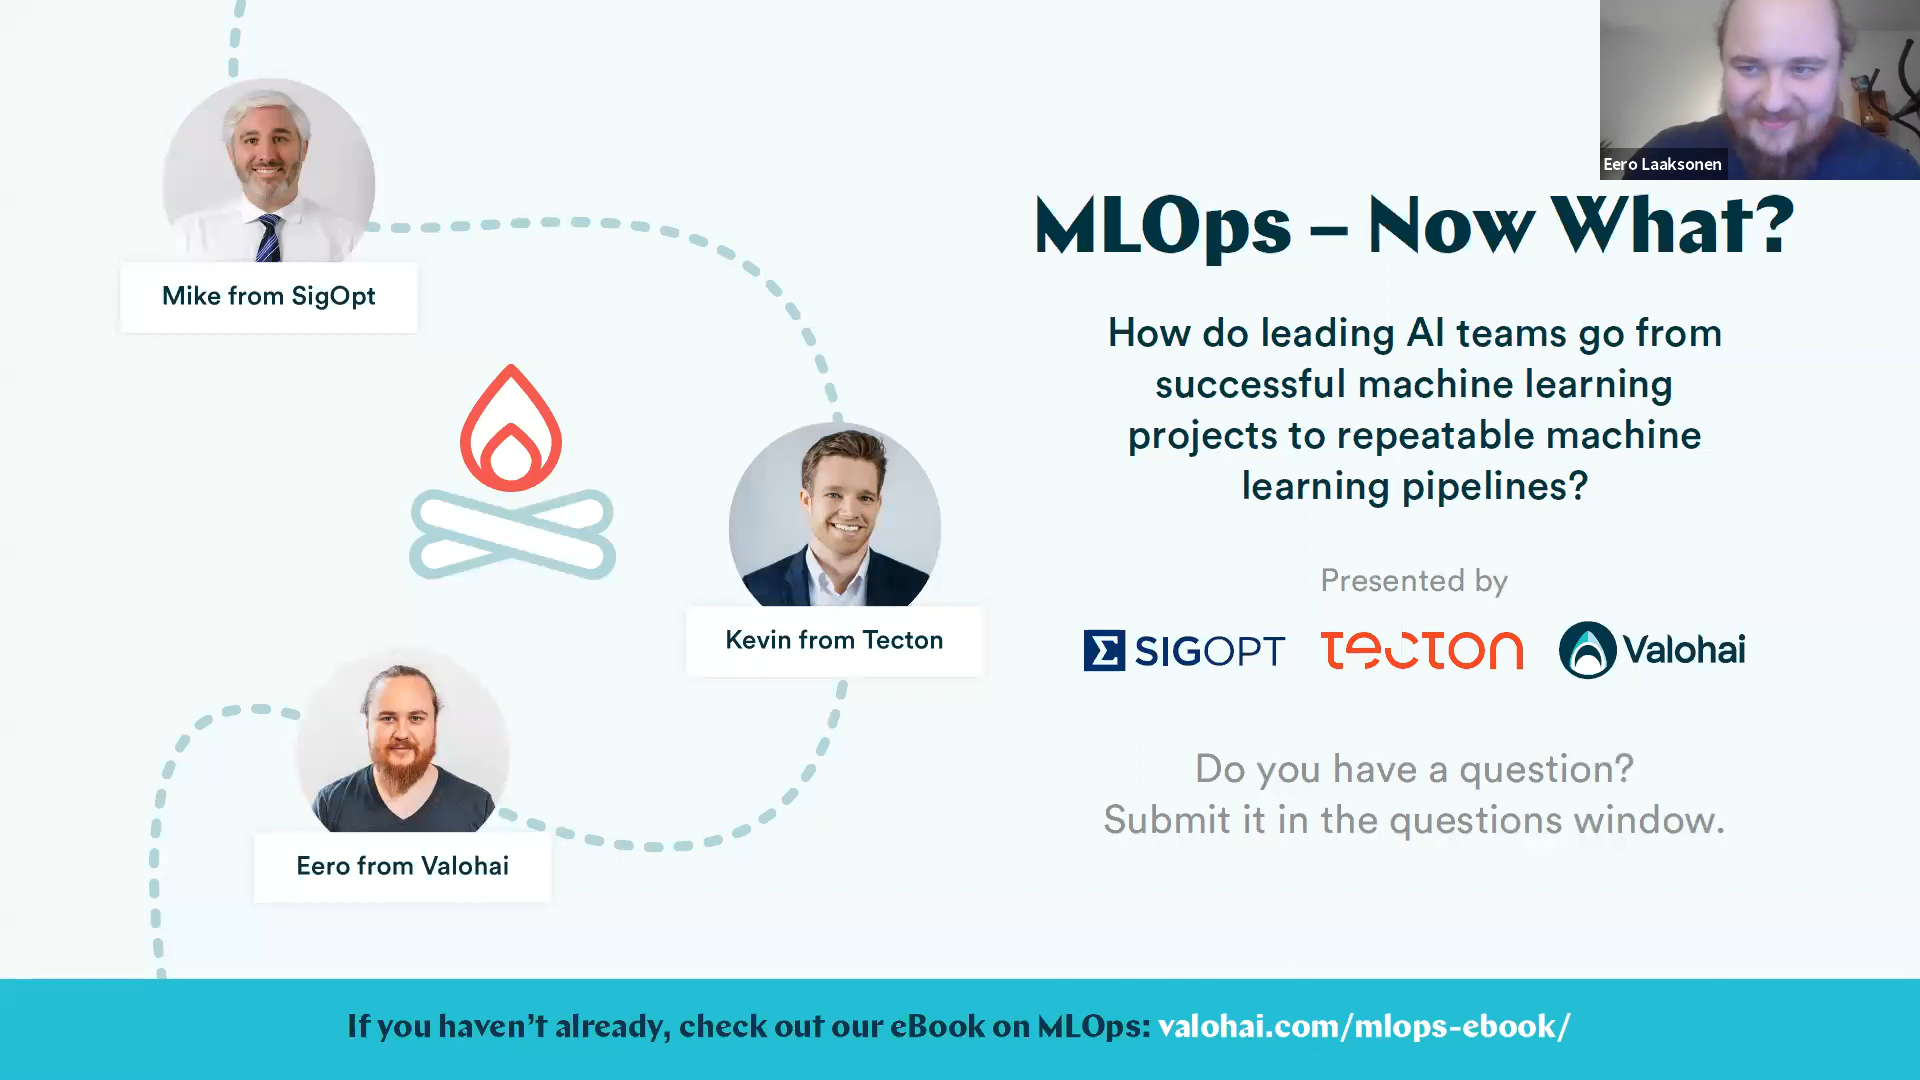 Eero Laaksonen
Mike from SigOpt
Kevin from Tecton
Eero from Valohai
MLOps – Now What?
How do leading AI teams go from
successful machine learning
projects to repeatable machine
learning pipelines?
Presented by
SIGOPT TECTON Valohai
Do you have a question?
Submit it in the questions window.
If you haven't already, check out our eBook on MLOps: valohai.com/mlops-ebook/